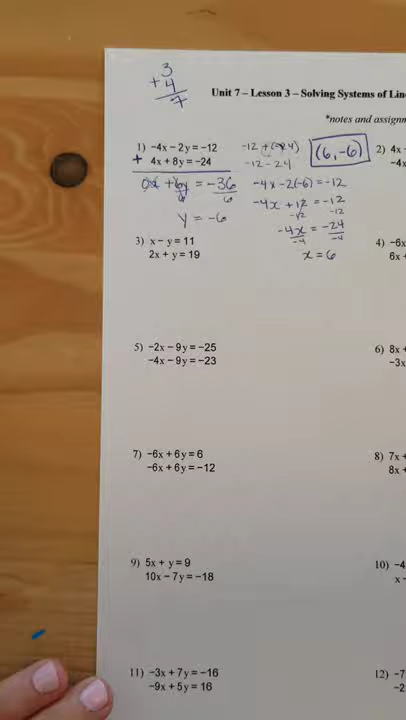 3
+ 4
7
Unit 7 - Lesson 3 - Solving Systems of Lin
*notes and assignm
1) -4x - 2y = -12
+ 4x + 8y = -24
0x + 6y = -36
6 6
y = -6
-12 + (-24)
-12 - 24
(6, -6)
-4x - 2(-6) = -12
-4x + 12 = -12
-12 -12
-4x = -24
-4 -4
x = 6
2) 4x
-4x
3) x - y = 11
2x + y = 19
4) -6x
6x +
5) -2x - 9y = -25
-4x - 9y = -23
6) 8x +
-3x
7) -6x + 6y = 6
-6x + 6y = -12
8) 7x +
8x +
9) 5x + y = 9
10x - 7y = -18
10) -4
x -
11) -3x + 7y = -16
-9x + 5y = 16
12) -7
-2